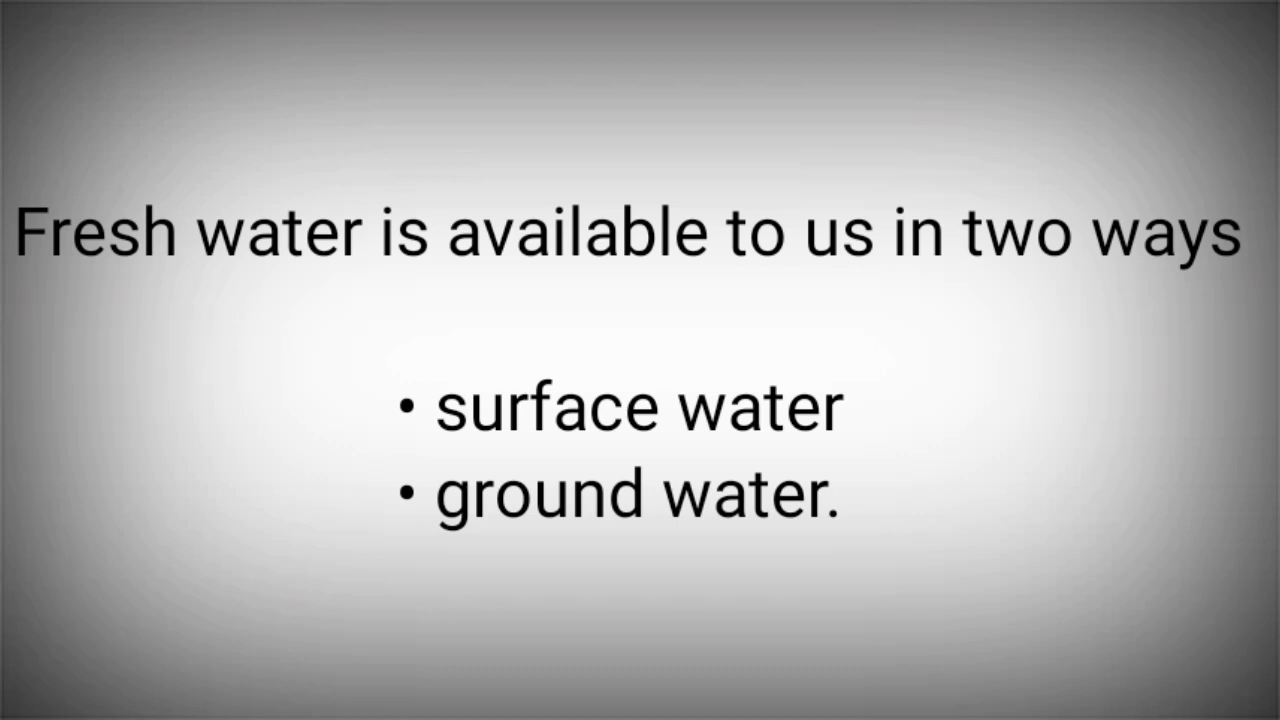 Fresh water is available to us in two ways
• surface water
• ground water.